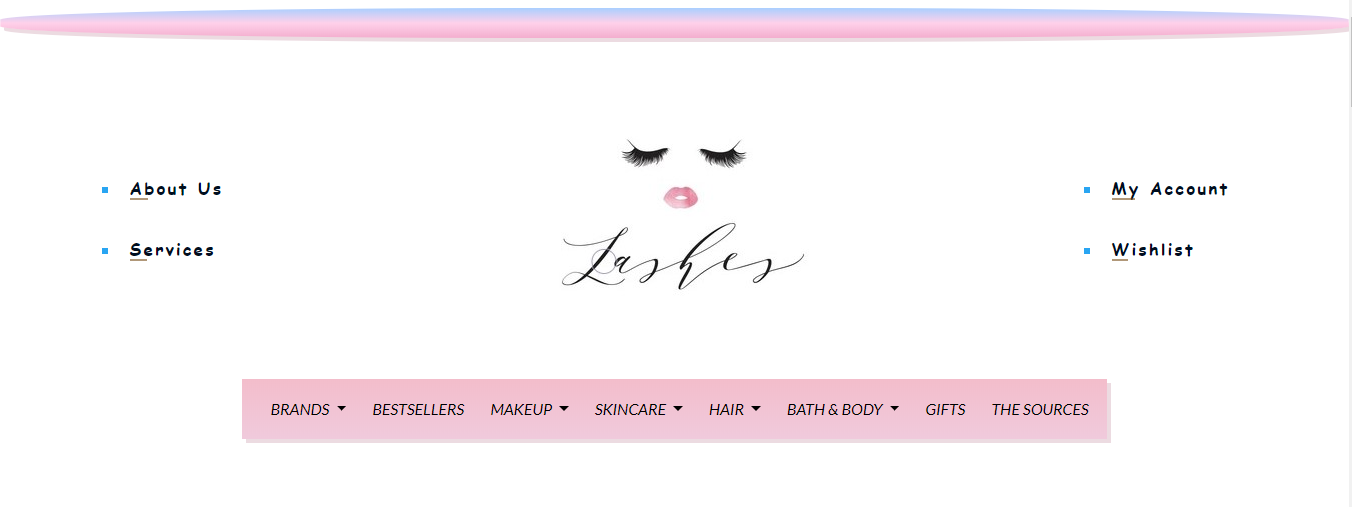 About Us
My Account
Services
Wishlist
Lashes
BRANDS BESTSELLERS MAKEUP SKINCARE HAIR BATH & BODY GIFTS THE SOURCES